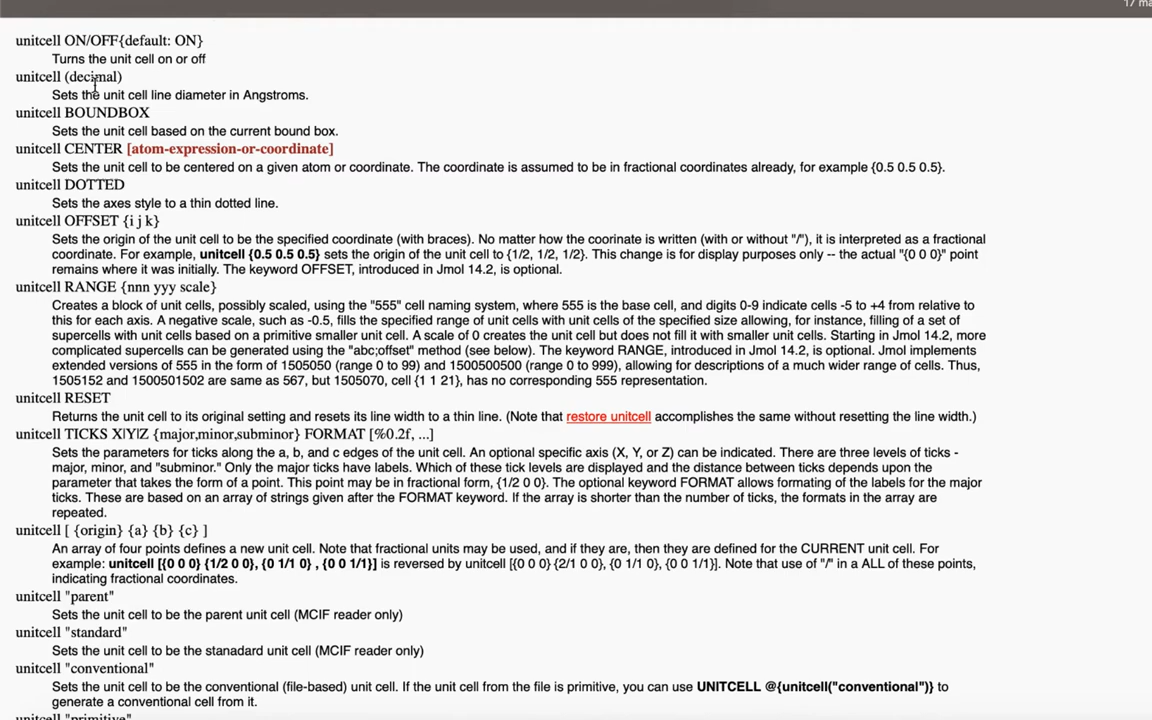 17 ma
unitcell ON/OFF{default: ON}
Turns the unit cell on or off
unitcell (decimal)
Sets the unit cell line diameter in Angstroms.
unitcell BOUNDBOX
Sets the unit cell based on the current bound box.
unitcell CENTER [atom-expression-or-coordinate]
Sets the unit cell to be centered on a given atom or coordinate. The coordinate is assumed to be in fractional coordinates already, for example {0.5 0.5 0.5}.
unitcell DOTTED
Sets the axes style to a thin dotted line.
unitcell OFFSET {i j k}
Sets the origin of the unit cell to be the specified coordinate (with braces). No matter how the coorinate is written (with or without "/"), it is interpreted as a fractional
coordinate. For example, unitcell {0.5 0.5 0.5} sets the origin of the unit cell to {1/2, 1/2, 1/2}. This change is for display purposes only -- the actual "{0 0 0}" point
remains where it was initially. The keyword OFFSET, introduced in Jmol 14.2, is optional.
unitcell RANGE {nnn yyy scale}
Creates a block of unit cells, possibly scaled, using the "555" cell naming system, where 555 is the base cell, and digits 0-9 indicate cells -5 to +4 from relative to
this for each axis. A negative scale, such as -0.5, fills the specified range of unit cells with unit cells of the specified size allowing, for instance, filling of a set of
supercells with unit cells based on a primitive smaller unit cell. A scale of 0 creates the unit cell but does not fill it with smaller unit cells. Starting in Jmol 14.2, more
complicated supercells can be generated using the "abc;offset" method (see below). The keyword RANGE, introduced in Jmol 14.2, is optional. Jmol implements
extended versions of 555 in the form of 1505050 (range 0 to 99) and 1500500500 (range 0 to 999), allowing for descriptions of a much wider range of cells. Thus,
1505152 and 1500501502 are same as 567, but 1505070, cell {1 1 21}, has no corresponding 555 representation.
unitcell RESET
Returns the unit cell to its original setting and resets its line width to a thin line. (Note that restore unitcell accomplishes the same without resetting the line width.)
unitcell TICKS X|Y|Z {major,minor,subminor} FORMAT [%0.2f, ...]
Sets the parameters for ticks along the a, b, and c edges of the unit cell. An optional specific axis (X, Y, or Z) can be indicated. There are three levels of ticks -
major, minor, and "subminor." Only the major ticks have labels. Which of these tick levels are displayed and the distance between ticks depends upon the
parameter that takes the form of a point. This point may be in fractional form, {1/2 0 0}. The optional keyword FORMAT allows formating of the labels for the major
ticks. These are based on an array of strings given after the FORMAT keyword. If the array is shorter than the number of ticks, the formats in the array are
repeated.
unitcell [ {origin} {a} {b} {c} ]
An array of four points defines a new unit cell. Note that fractional units may be used, and if they are, then they are defined for the CURRENT unit cell. For
example: unitcell [{0 0 0} {1/2 0 0}, {0 1/1 0} , {0 0 1/1}] is reversed by unitcell [{0 0 0} {2/1 0 0}, {0 1/1 0}, {0 0 1/1}]. Note that use of "/" in a ALL of these points,
indicating fractional coordinates.
unitcell "parent"
Sets the unit cell to be the parent unit cell (MCIF reader only)
unitcell "standard"
Sets the unit cell to be the stanadard unit cell (MCIF reader only)
unitcell "conventional"
Sets the unit cell to be the conventional (file-based) unit cell. If the unit cell from the file is primitive, you can use UNITCELL @{unitcell("conventional")} to
generate a conventional cell from it.
unitcell "primitive"